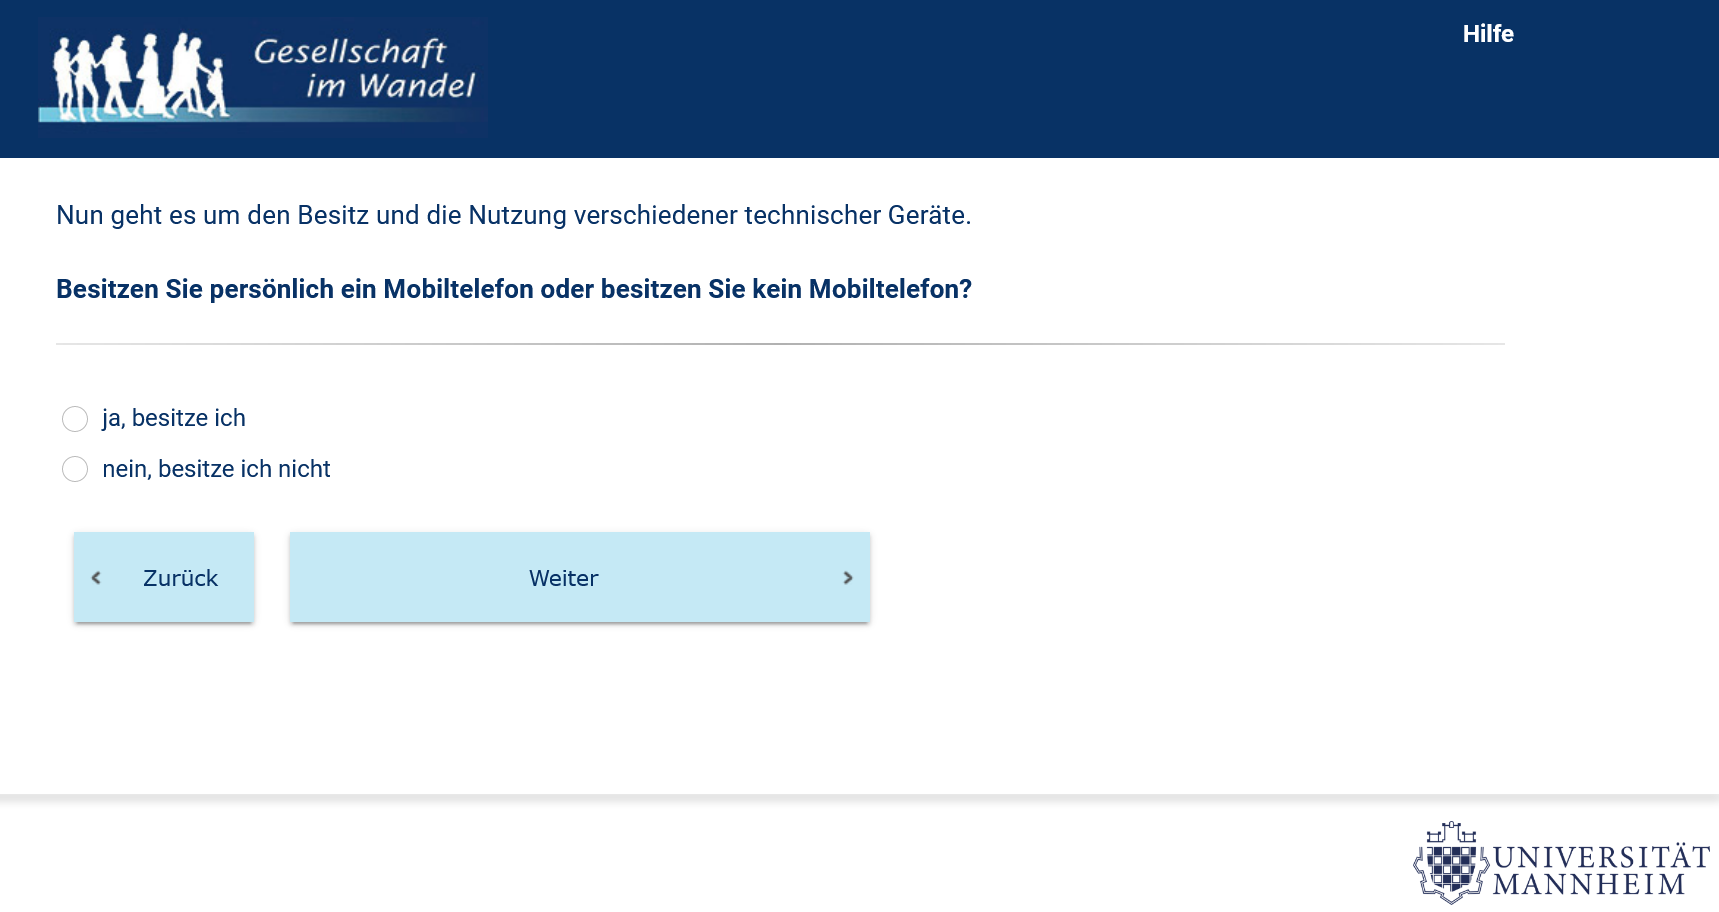 Gesellschaft
im Wandel
Hilfe
Nun geht es um den Besitz und die Nutzung verschiedener technischer Geräte.
Besitzen Sie persönlich ein Mobiltelefon oder besitzen Sie kein Mobiltelefon?
ja, besitze ich
nein, besitze ich nicht
Zurück
Weiter
UNIVERSITÄT
MANNHEIM